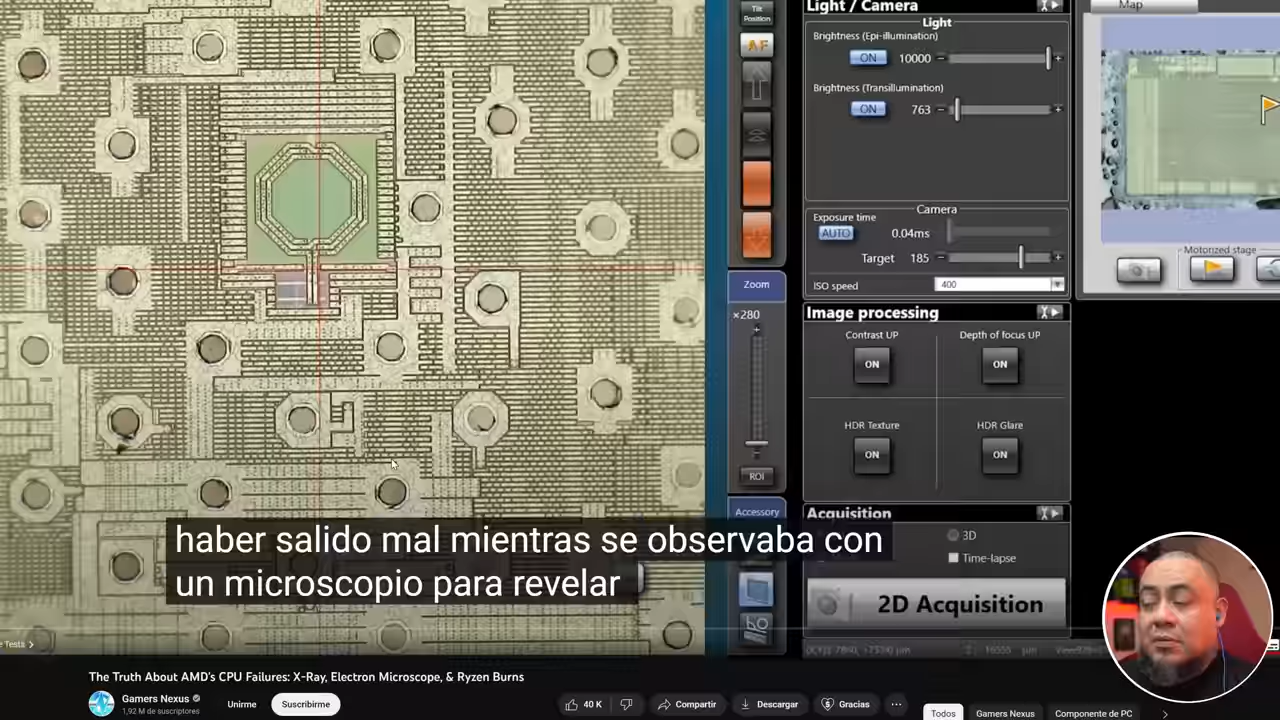 Tilt
Position
AF
Zoom
×280
ROI
Accessory
Light / Camera
Light
Brightness (Epi-illumination)
ON 10000 − +
Brightness (Transillumination)
ON 763 − +
Camera
Exposure time
AUTO 0.04ms
Target 185 − +
ISO speed 400
Image processing
Contrast UP Depth of focus UP
ON ON
HDR Texture HDR Glare
ON ON
Acquisition
3D
Time-lapse
2D Acquisition
Map
Motorized stage
haber salido mal mientras se observaba con
un microscopio para revelar
The Truth About AMD's CPU Failures: X-Ray, Electron Microscope, & Ryzen Burns
Gamers Nexus
1,92 M de suscriptores
Unirme
Suscribirme
40 K
Compartir
Descargar
Gracias
Todos
Gamers Nexus
Componente de PC